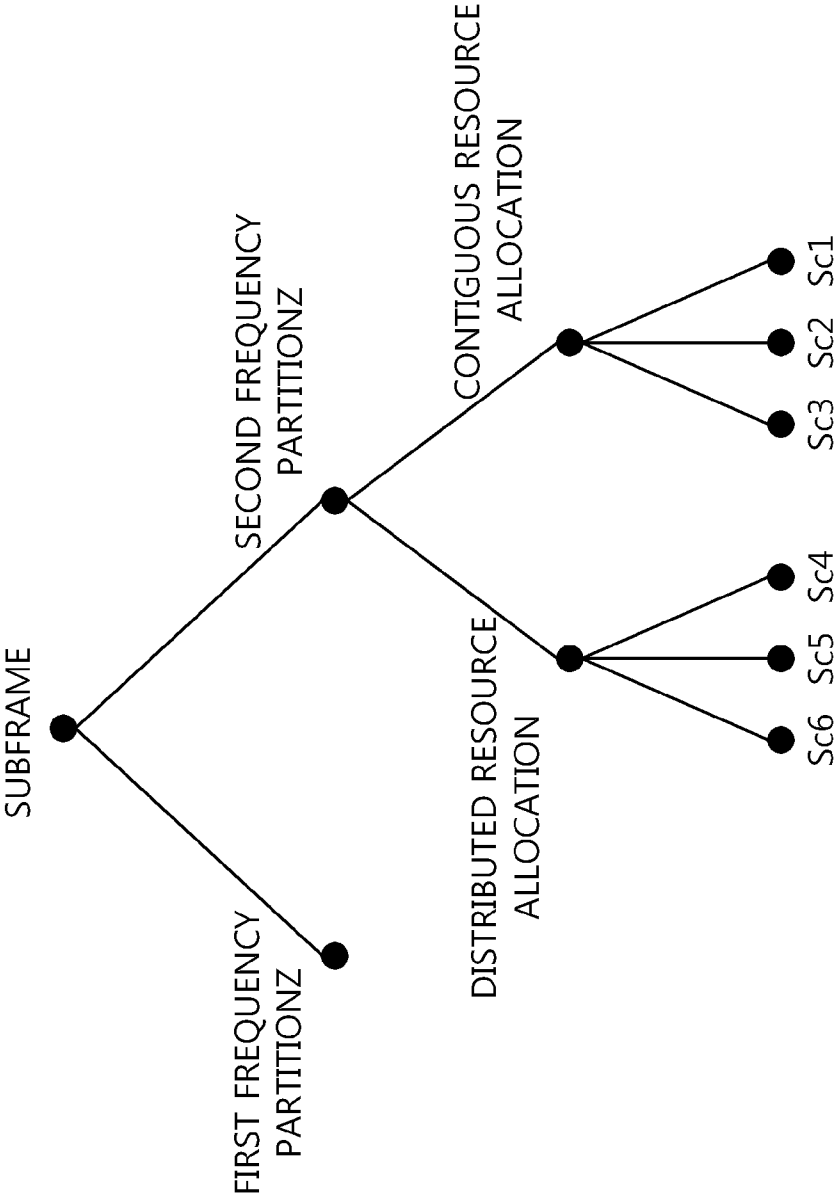 SUBFRAME
FIRST FREQUENCY
PARTITIONZ
SECOND FREQUENCY
PARTITIONZ
DISTRIBUTED RESOURCE
ALLOCATION
CONTIGUOUS RESOURCE
ALLOCATION
Sc6
Sc5
Sc4
Sc3
Sc2
Sc1